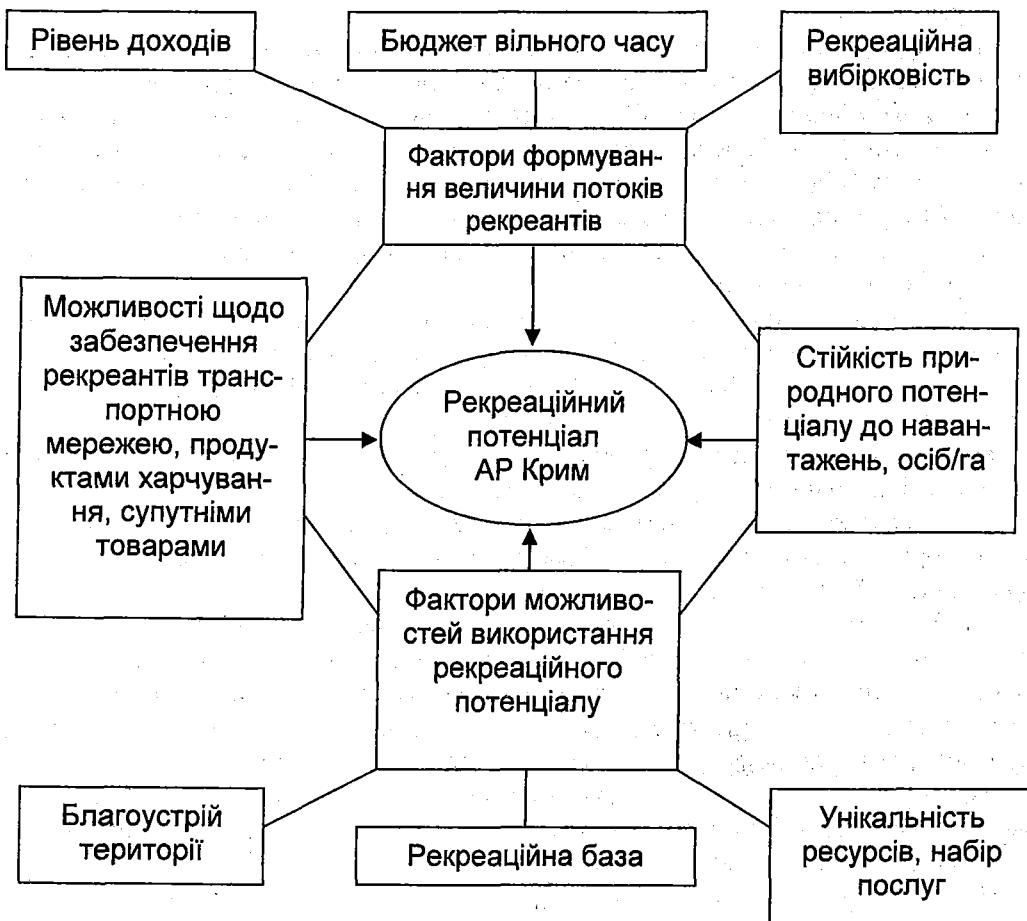 Рівень доходів
Бюджет вільного часу
Рекреаційна
вибірковість
Фактори формуван-
ня величини потоків
рекреантів
Можливості щодо
забезпечення
рекреантів транс-
портною
мережею, проду-
ктами харчуван-
ня, супутніми
товарами
Рекреаційний
потенціал
АР Крим
Стійкість при-
родного потен-
ціалу до наван-
тажень, осіб/га
Фактори можливо-
стей використання
рекреаційного
потенціалу
Благоустрій
території
Рекреаційна база
Унікальність
ресурсів, набір
послуг